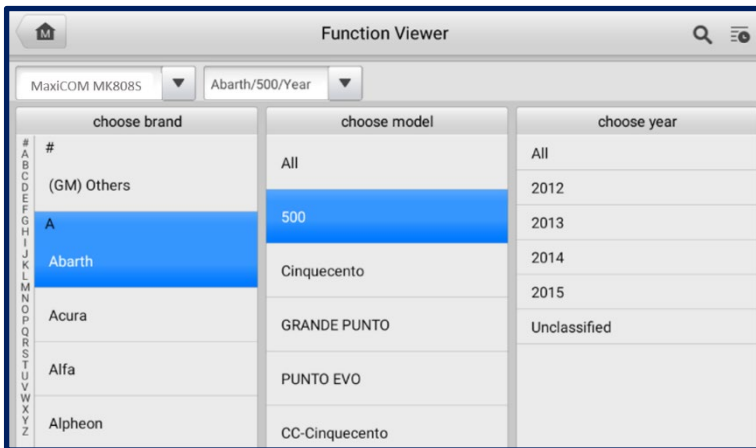 M
Function Viewer
MaxiCOM MK808S
Abarth/500/Year
choose brand
#
A
B
C
D
E
F
G
H
I
J
K
L
M
N
O
P
Q
R
S
T
U
V
W
X
Y
Z
#
(GM) Others
A
Abarth
Acura
Alfa
Alpheon
choose model
All
500
Cinquecento
GRANDE PUNTO
PUNTO EVO
CC-Cinquecento
choose year
All
2012
2013
2014
2015
Unclassified